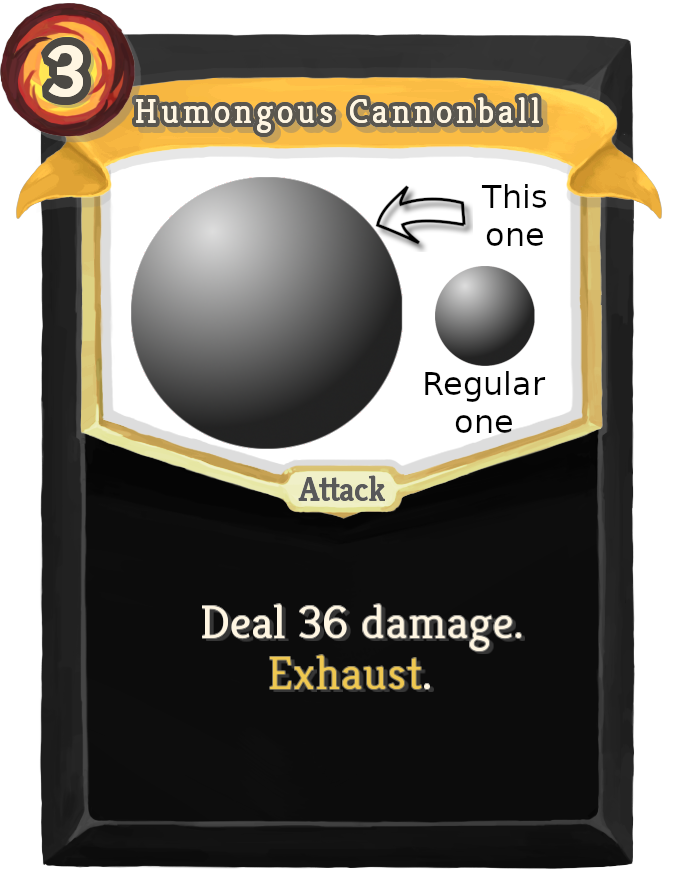 3
Humongous Cannonball
This
one
Regular
one
Attack
Deal 36 damage.
Exhaust.